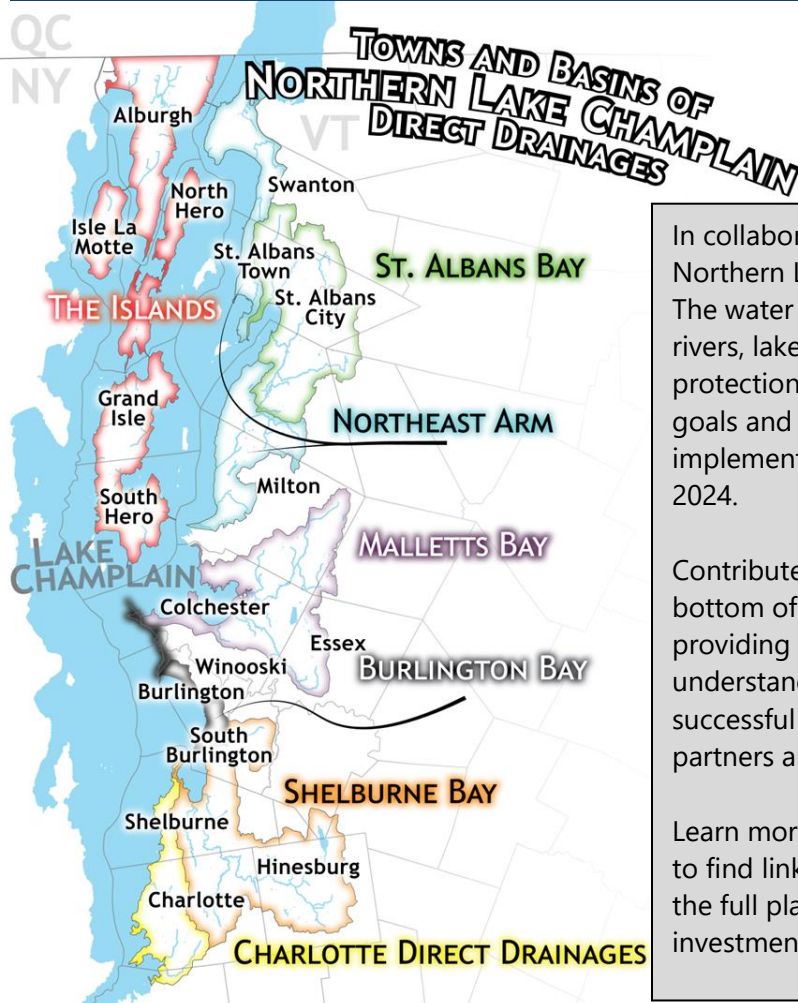 QC
NY
VT
TOWNS AND BASINS OF
NORTHERN LAKE CHAMPLAIN
DIRECT DRAINAGES
Alburgh
Swanton
North
Hero
Isle La
Motte
St. Albans
Town
ST. ALBANS BAY
St. Albans
City
THE ISLANDS
Grand
Isle
NORTHEAST ARM
Milton
South
Hero
LAKE
CHAMPLAIN
MALLETTS BAY
Colchester
Essex
Winooski
BURLINGTON BAY
Burlington
South
Burlington
SHELBURNE BAY
Shelburne
Hinesburg
Charlotte
CHARLOTTE DIRECT DRAINAGES
In collabor
Northern L
The water
rivers, lake
protection
goals and
implement
2024.
Contribute
bottom of
providing
understand
successful
partners a
Learn mor
to find link
the full pla
investmen